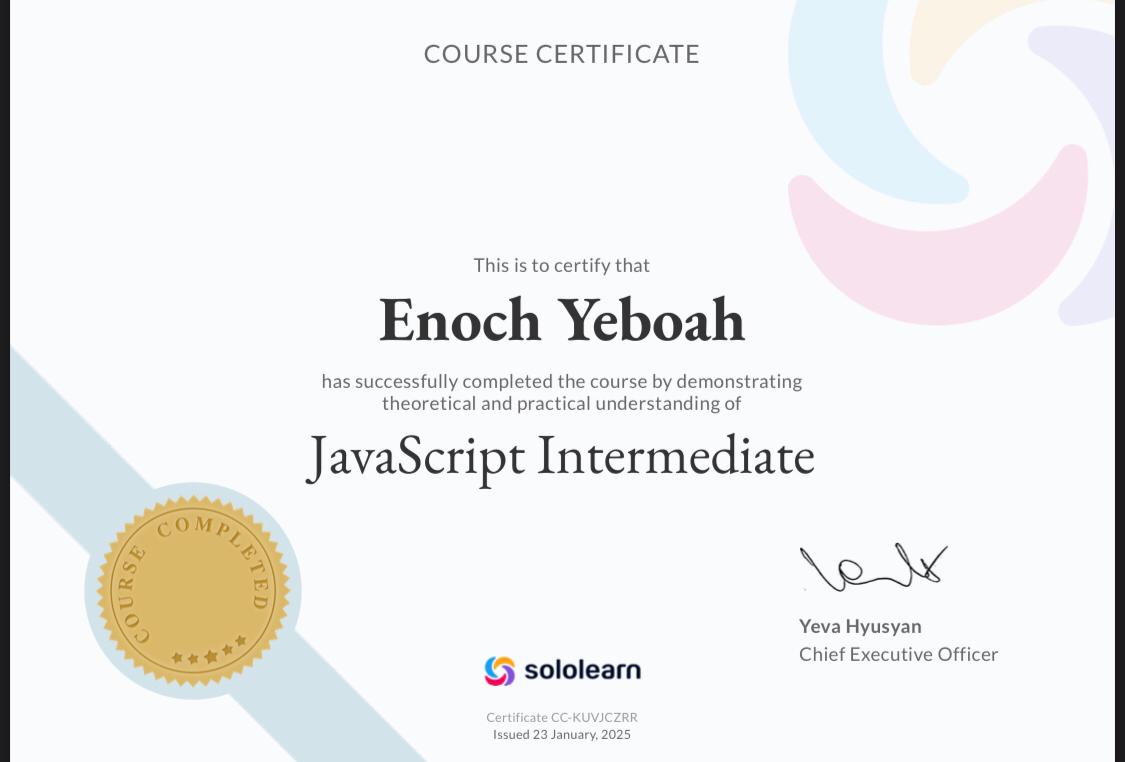 COURSE CERTIFICATE
This is to certify that
Enoch Yeboah
has successfully completed the course by demonstrating
theoretical and practical understanding of
JavaScript Intermediate
COURSE COMPLETED
Yeva Hyusyan
Chief Executive Officer
sololearn
Certificate CC-KUVJCZRR
Issued 23 January, 2025